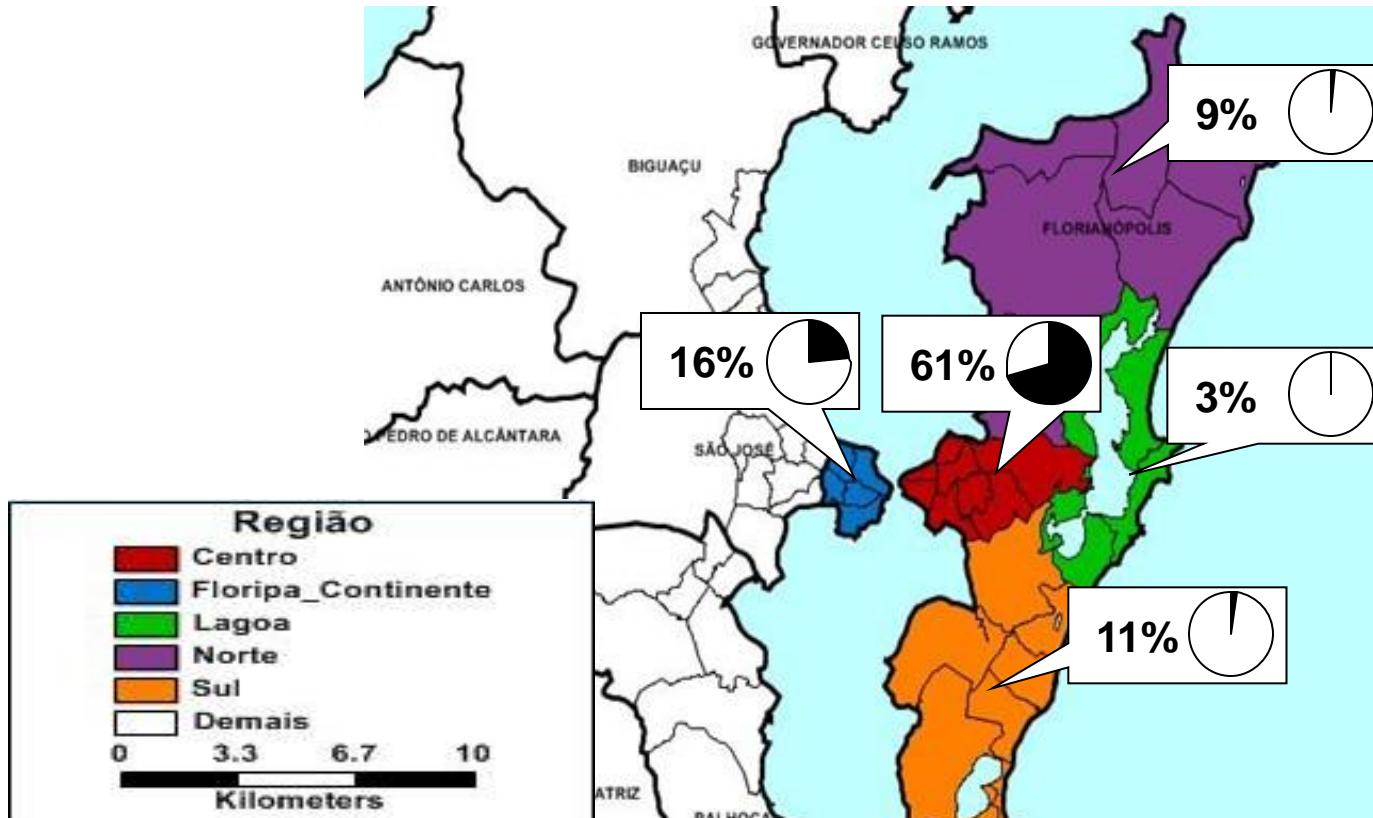 GOVERNADOR CELSO RAMOS
9%
BIGUAÇU
FLORIANÓPOLIS
ANTÔNIO CARLOS
16%
61%
3%
PEDRO DE ALCÂNTARA
SÃO JOSÉ
Região
Centro
Floripa_Continente
Lagoa
Norte
Sul
Demais
0 3.3 6.7 10
Kilometers
11%
ATRIZ
PALHOÇA